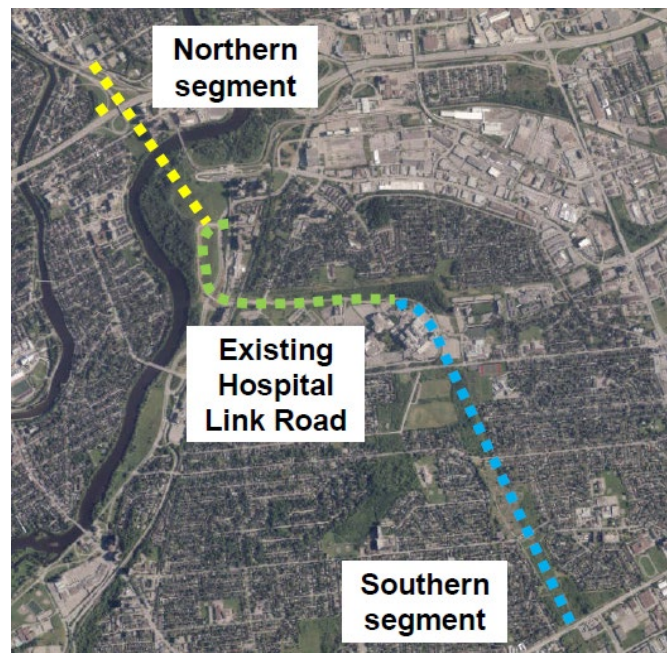 Northern
segment
Existing
Hospital
Link Road
Southern
segment